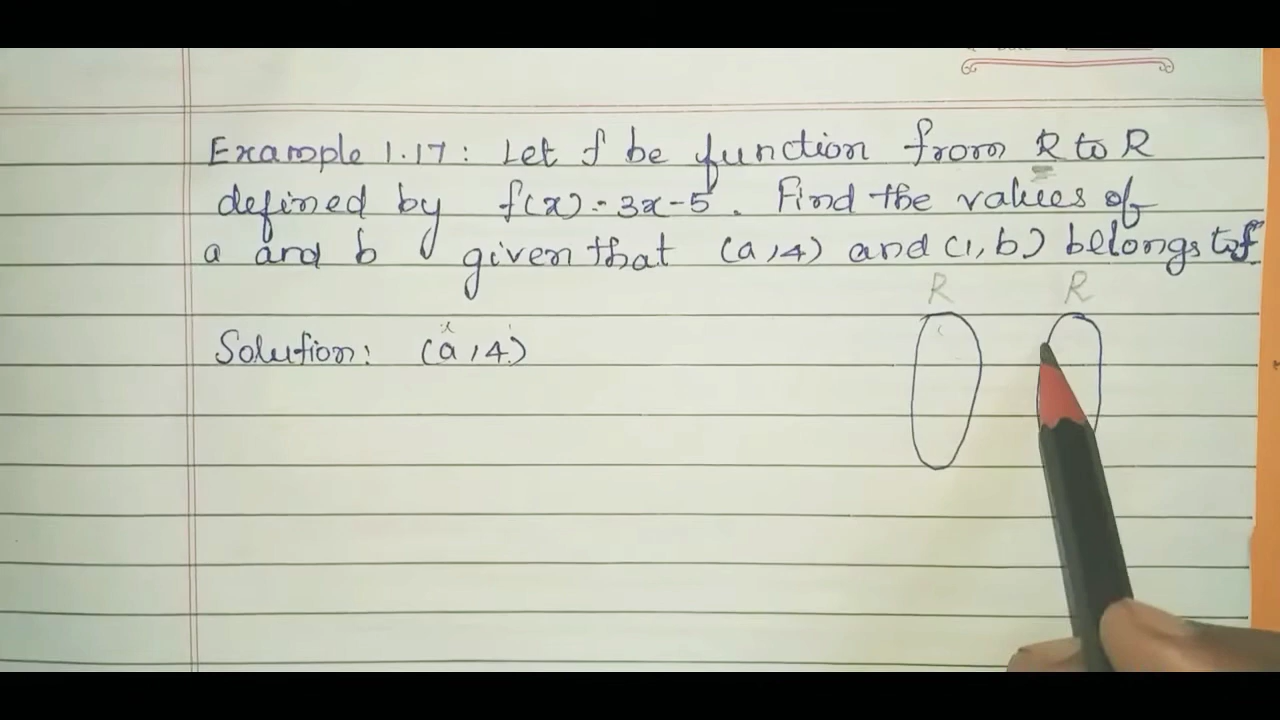 Example 1.17: Let f be function from R to R
defined by f(x) = 3x-5. Find the values of
a and b given that (a,4) and (1,b) belongs to f
R R
Solution: (a,4)